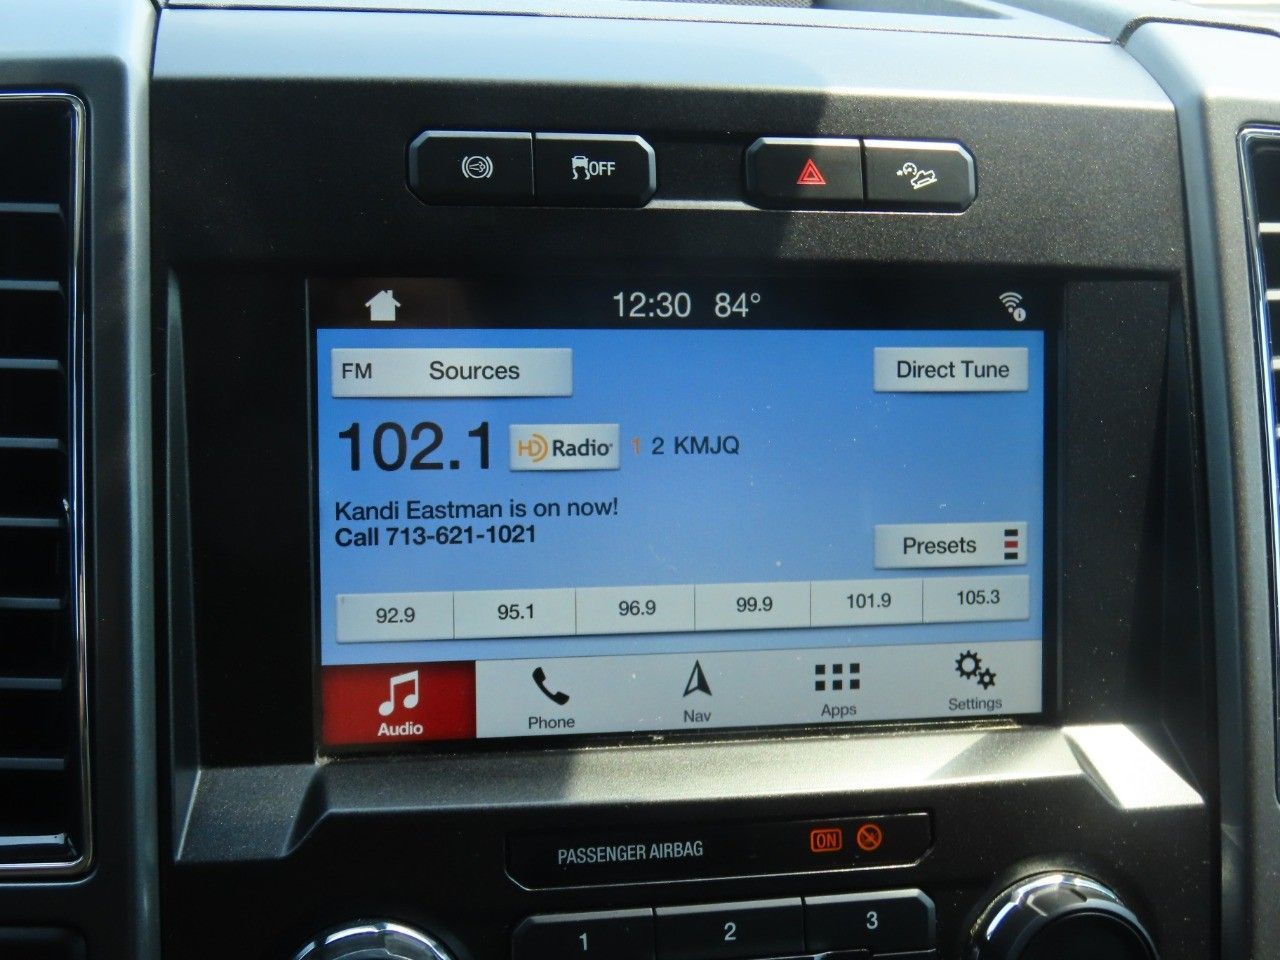 OFF
12:30 84°
FM Sources
Direct Tune
102.1 HD Radio 1 2 KMJQ
Kandi Eastman is on now!
Call 713-621-1021
Presets
92.9 95.1 96.9 99.9 101.9 105.3
Audio Phone Nav Apps Settings
PASSENGER AIRBAG ON
1 2 3